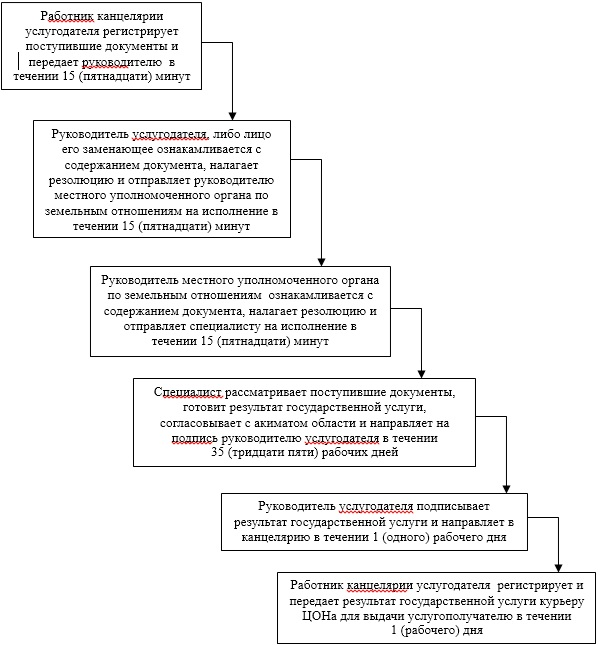 Работник канцелярии
услугодателя регистрирует
поступившие документы и
передает руководителю в
течении 15 (пятнадцати) минут
Руководитель услугодателя, либо лицо
его заменающее ознакамливается с
содержанием документа, налагает
резолюцию и отправляет руководителю
местного уполномоченого органа по
земельным отношениям на исполение в
течении 15 (пятнадцати) минут
Руководитель местного уполномоченого органа
по земельным отношениям ознакамливается с
содержанием документа, налагает резолюцию и
отправляет специалисту на исполнение в
течении 15 (пятнадцати) минут
Специалист рассматривает поступившие документы,
готовит результат государственной услуги,
согласовывает с акиматом области и направляет на
подпись руководителю услугодателя в течении
35 (тридцати пяти) рабочих дней
Руководитель услугодателя подписывает
результат государственной услуги и направляет в
канцелярию в течении 1 (одного) рабочего дня
Работник канцелярии услугодателя регистрирует и
передает результат государственной услуги курьеру
ЦОНа для выдачи услугополучателю в течении
1 (рабочего) дня